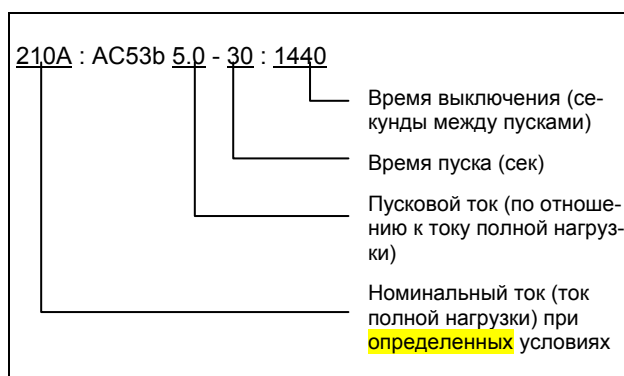 210A : AC53b 5.0 - 30 : 1440
Время выключения (се-
кунды между пусками)
Время пуска (сек)
Пусковой ток (по отноше-
нию к току полной нагруз-
ки)
Номинальный ток (ток
полной нагрузки) при
определенных условиях